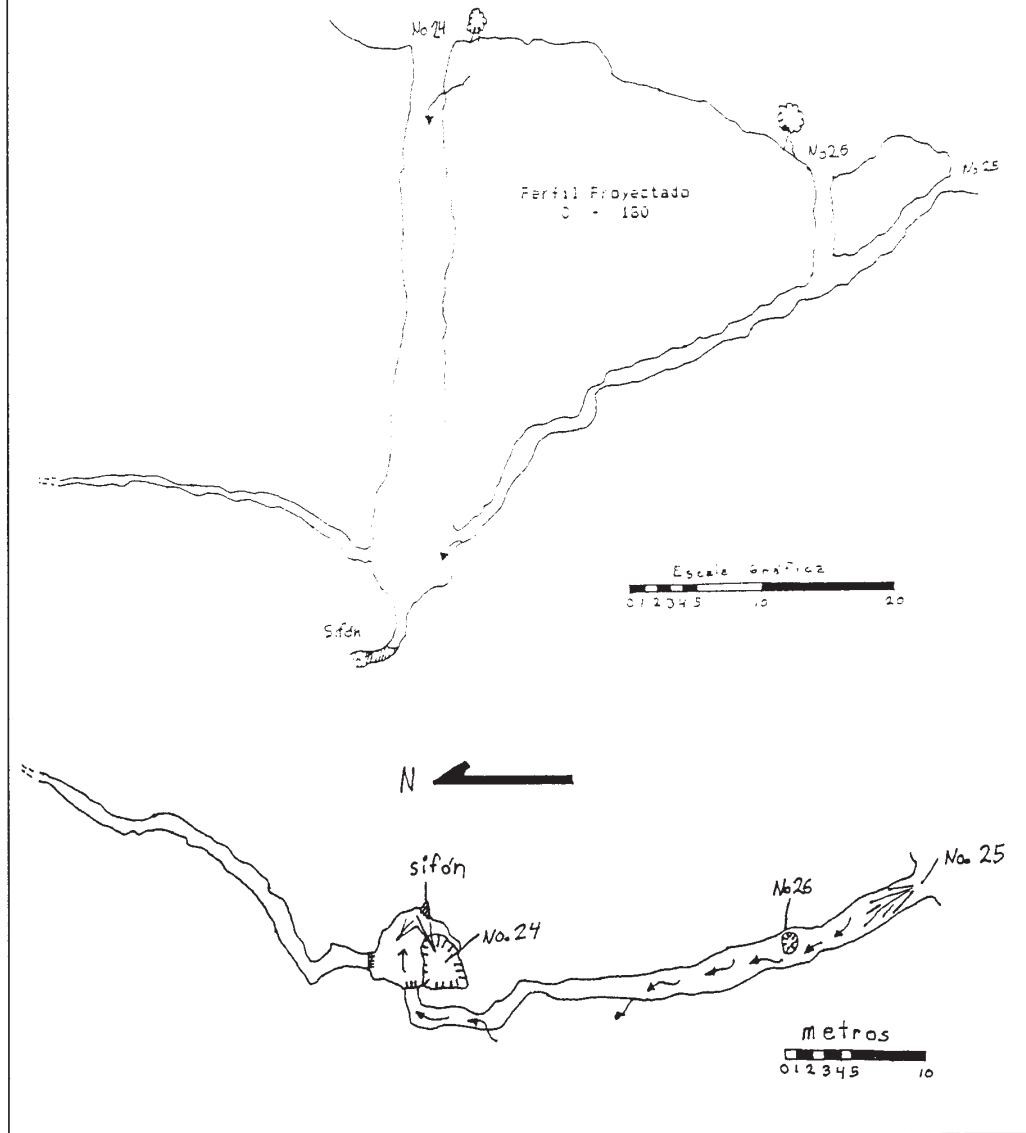 No 24
No 26
No 25
Perfil Proyectado
0 - 180
Escala Gráfica
0 1 2 3 4 5 10 20
Sifón
N
sifón
No. 24
No 26
No. 25
metros
0 1 2 3 4 5 10